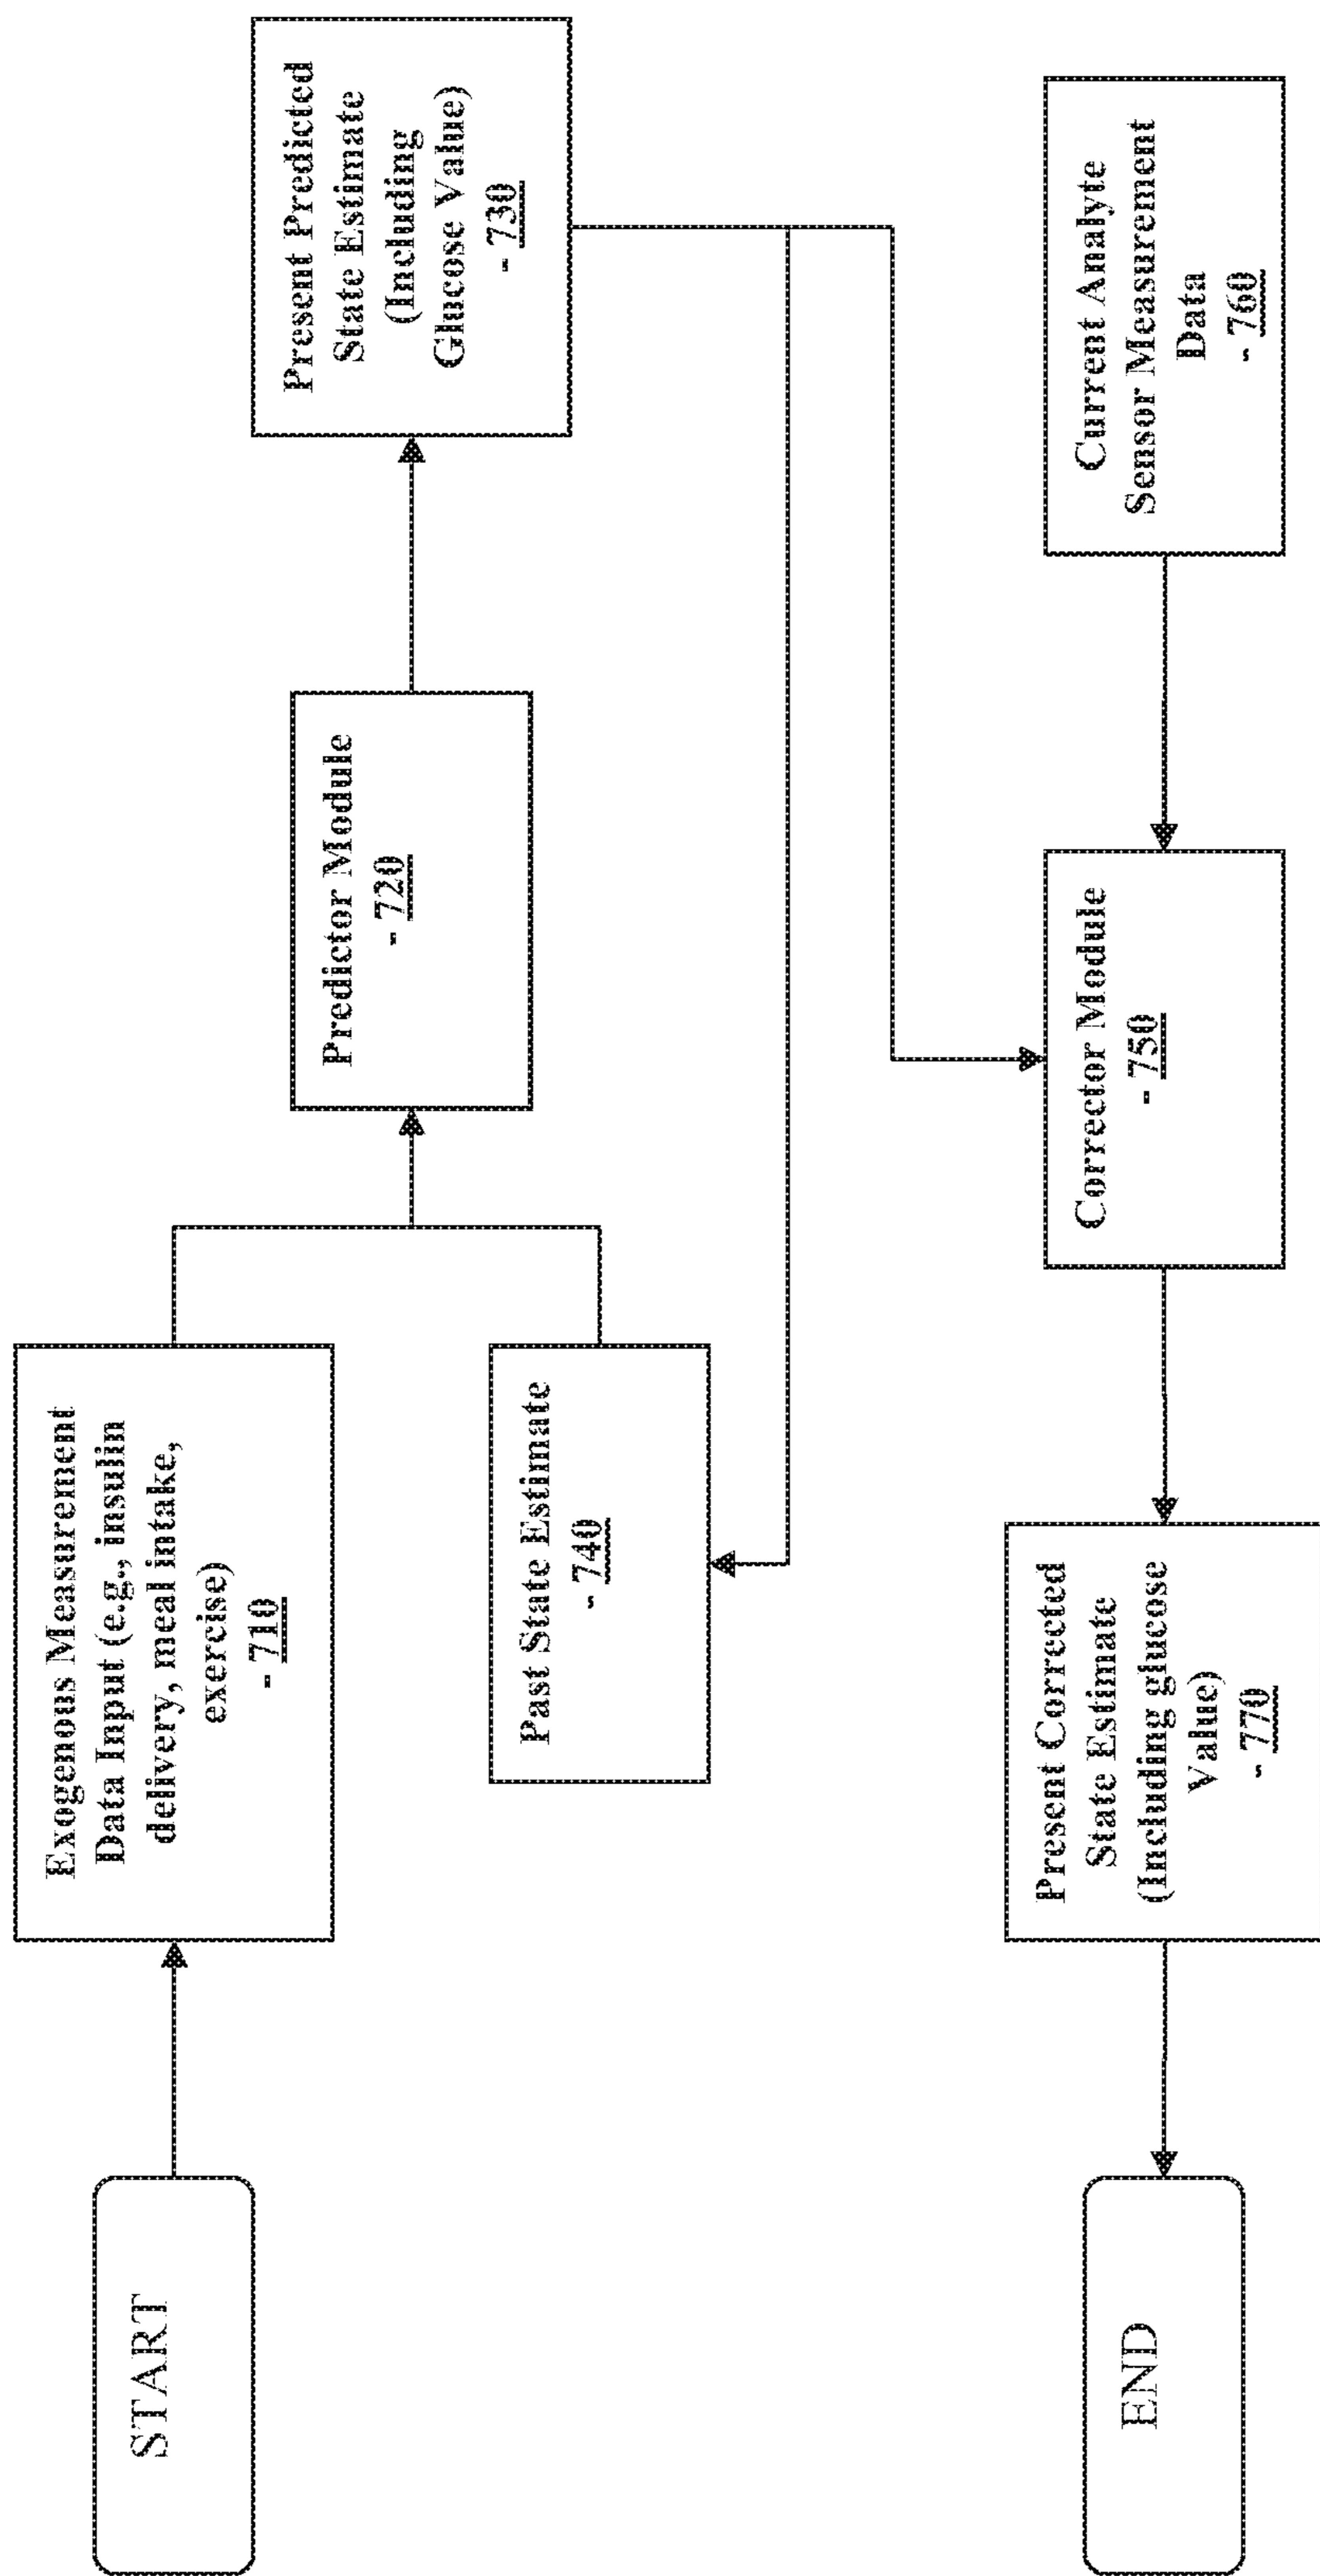 START
Exogenous Measurement
Data Input (e.g., insulin
delivery, meal intake,
exercise)
- 710
Predictor Module
- 720
Present Predicted
State Estimate
(Including
Glucose Value)
- 730
Past State Estimate
- 740
Corrector Module
- 750
Current Analyte
Sensor Measurement
Data
- 760
Present Corrected
State Estimate
(Including glucose
Value)
- 770
END